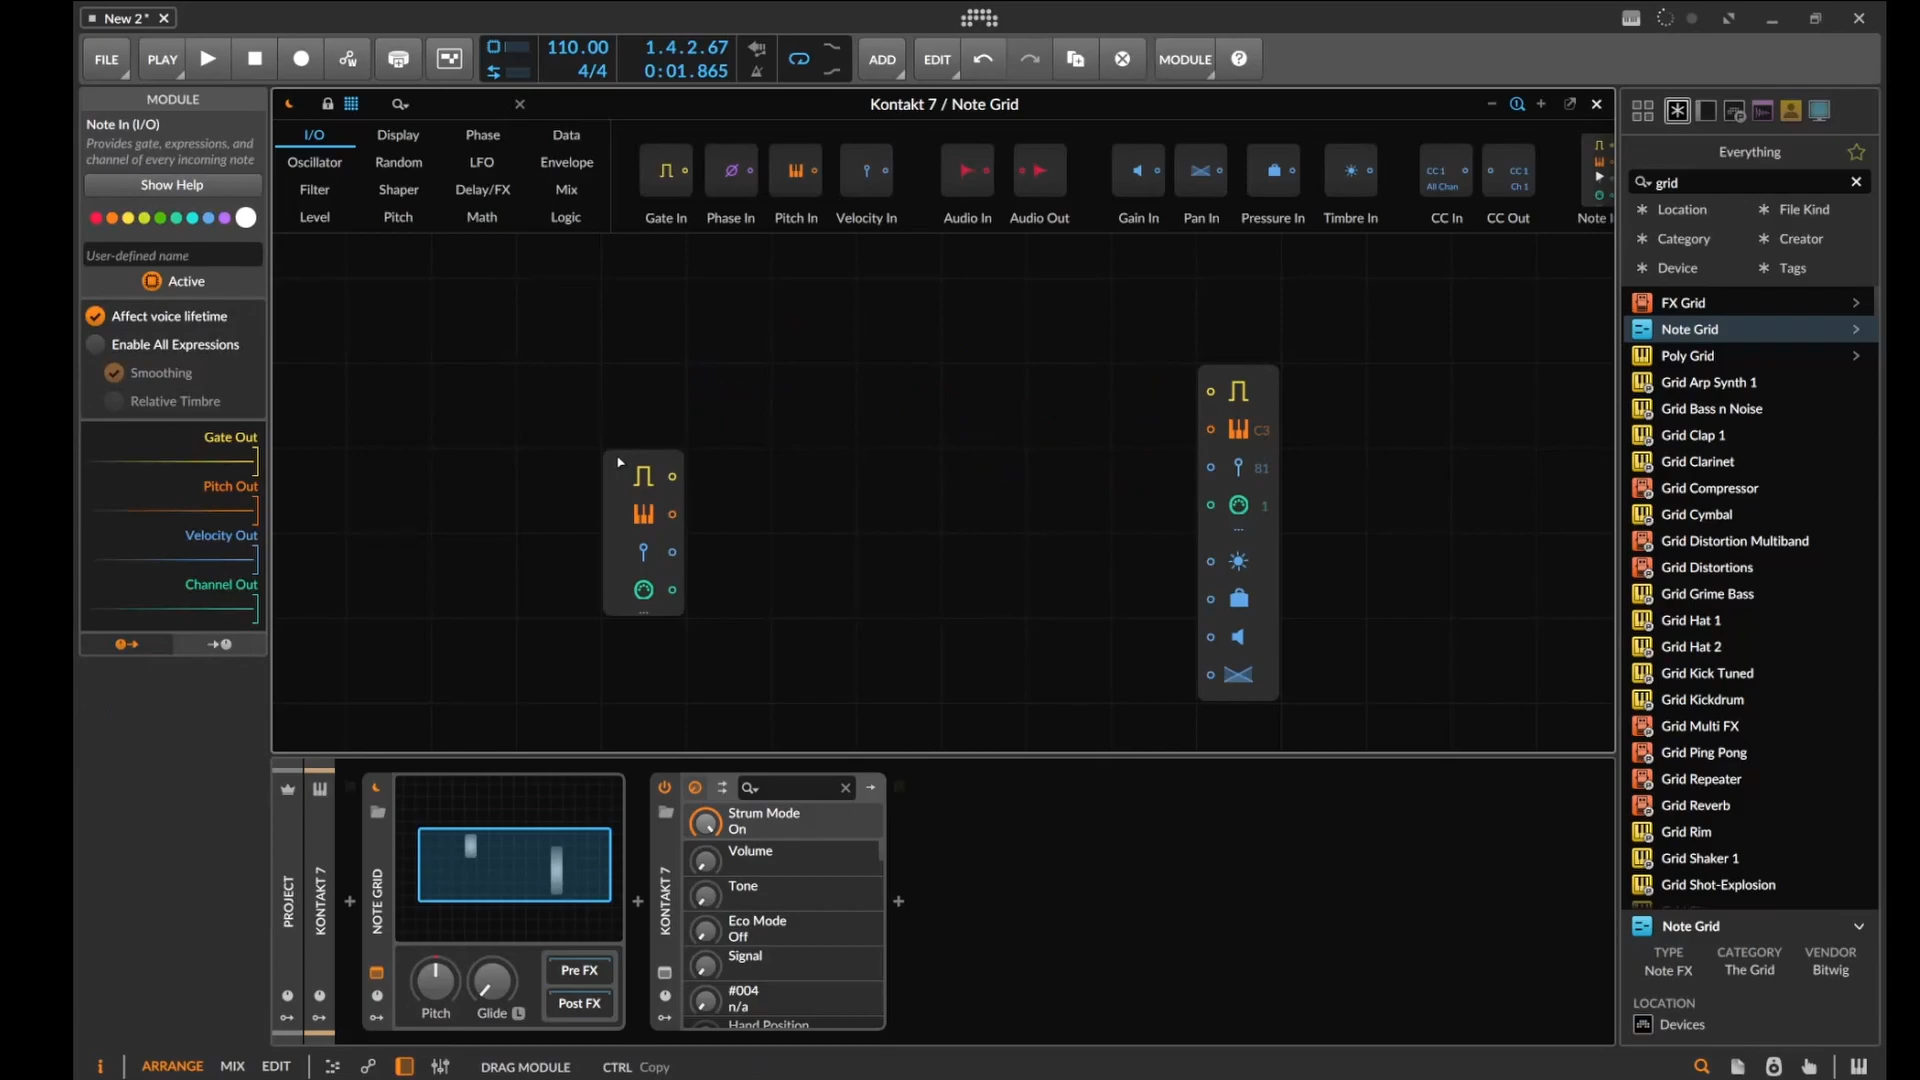 New 2*
FILE
PLAY
110.00
4/4
1.4.2.67
0:01.865
ADD
EDIT
MODULE
?
MODULE
Note In (I/O)
Provides gate, expressions, and
channel of every incoming note
Show Help
User-defined name
Active
Affect voice lifetime
Enable All Expressions
Smoothing
Relative Timbre
Gate Out
Pitch Out
Velocity Out
Channel Out
Kontakt 7 / Note Grid
I/O Display Phase Data
Oscillator Random LFO Envelope
Filter Shaper Delay/FX Mix
Level Pitch Math Logic
CC 1
All Chan
CC 1
Ch 1
Gate In Phase In Pitch In Velocity In Audio In Audio Out Gain In Pan In Pressure In Timbre In CC In CC Out
C3
81
1
PROJECT
KONTAKT 7
NOTE GRID
Pitch
Glide L
Pre FX
Post FX
KONTAKT 7
Strum Mode
On
Volume
Tone
Eco Mode
Off
Signal
#004
n/a
Hand Position
Everything
grid
Location File Kind
Category Creator
Device Tags
FX Grid
Note Grid
Poly Grid
Grid Arp Synth 1
Grid Bass n Noise
Grid Clap 1
Grid Clarinet
Grid Compressor
Grid Cymbal
Grid Distortion Multiband
Grid Distortions
Grid Grime Bass
Grid Hat 1
Grid Hat 2
Grid Kick Tuned
Grid Kickdrum
Grid Multi FX
Grid Ping Pong
Grid Repeater
Grid Reverb
Grid Rim
Grid Shaker 1
Grid Shot-Explosion
Note Grid
TYPE CATEGORY VENDOR
Note FX The Grid Bitwig
LOCATION
Devices
i ARRANGE MIX EDIT DRAG MODULE CTRL Copy